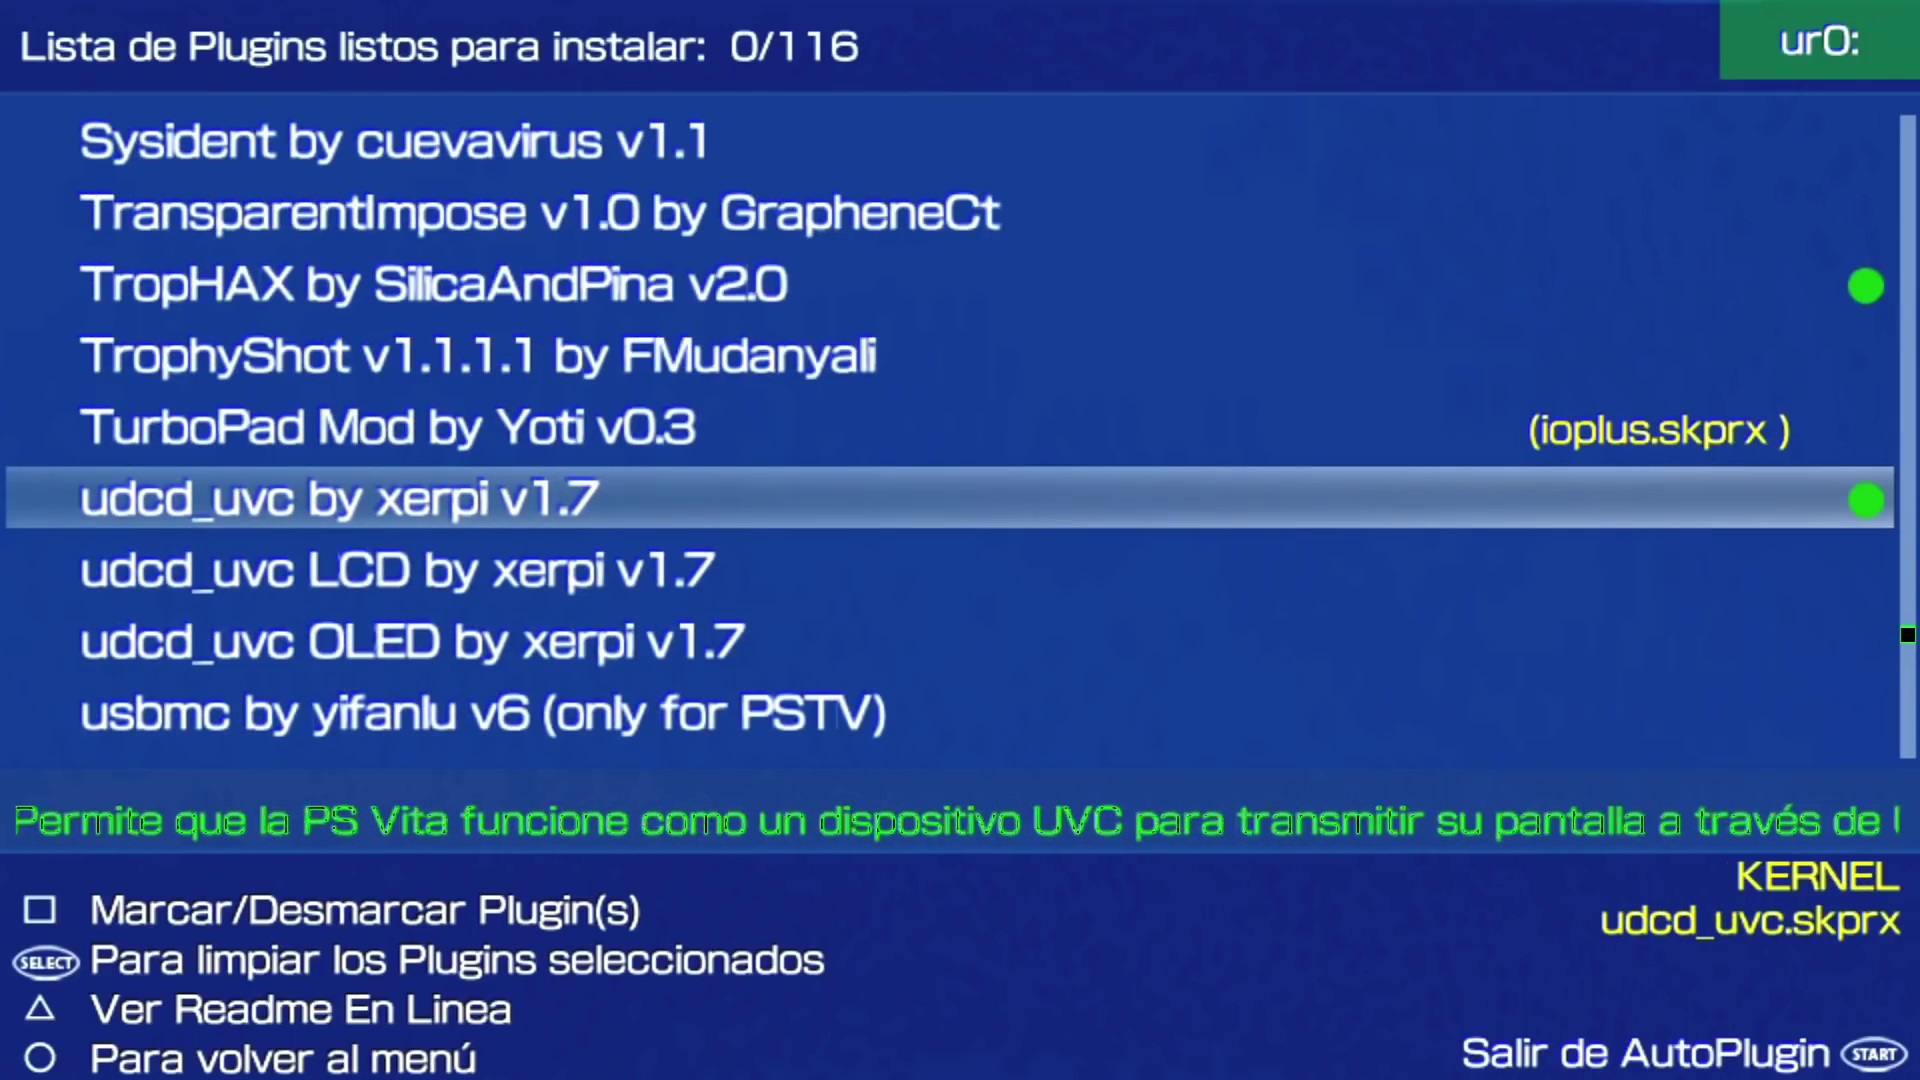 Lista de Plugins listos para instalar: 0/116
ur0:
Sysident by cuevavirus v1.1
TransparentImpose v1.0 by GrapheneCt
TropHAX by SilicaAndPina v2.0
TrophyShot v1.1.1.1 by FMudanyali
TurboPad Mod by Yoti v0.3
(ioplus.skprx )
udcd_uvc by xerpi v1.7
udcd_uvc LCD by xerpi v1.7
udcd_uvc OLED by xerpi v1.7
usbmc by yifanlu v6 (only for PSTV)
Permite que la PS Vita funcione como un dispositivo UVC para transmitir su pantalla a través de
KERNEL
udcd_uvc.skprx
Marcar/Desmarcar Plugin(s)
SELECT Para limpiar los Plugins seleccionados
Ver Readme En Linea
Para volver al menú
Salir de AutoPlugin START